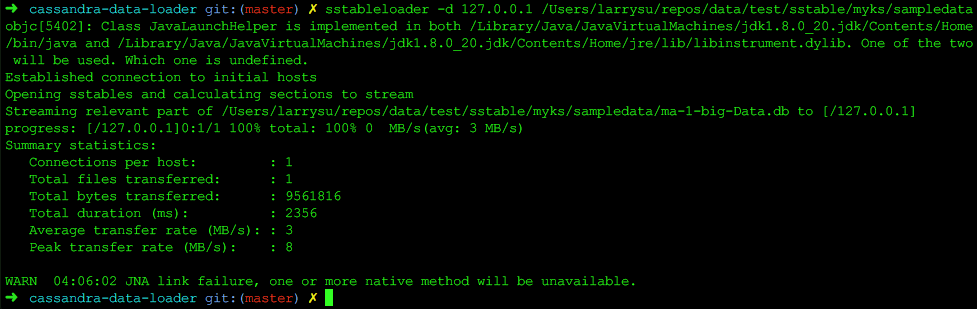 ➜  cassandra-data-loader git:(master) ✗ sstableloader -d 127.0.0.1 /Users/larrysu/repos/data/test/sstable/myks/sampledata
objc[5402]: Class JavaLaunchHelper is implemented in both /Library/Java/JavaVirtualMachines/jdk1.8.0_20.jdk/Contents/Home
/bin/java and /Library/Java/JavaVirtualMachines/jdk1.8.0_20.jdk/Contents/Home/jre/lib/libinstrument.dylib. One of the two
 will be used. Which one is undefined.
Established connection to initial hosts
Opening sstables and calculating sections to stream
Streaming relevant part of /Users/larrysu/repos/data/test/sstable/myks/sampledata/ma-1-big-Data.db to [/127.0.0.1]
progress: [/127.0.0.1]0:1/1 100% total: 100% 0  MB/s(avg: 3 MB/s)
Summary statistics:
   Connections per host:         : 1
   Total files transferred:      : 1
   Total bytes transferred:      : 9561816
   Total duration (ms):          : 2356
   Average transfer rate (MB/s): : 3
   Peak transfer rate (MB/s):    : 8
WARN  04:06:02 JNA link failure, one or more native method will be unavailable.
➜  cassandra-data-loader git:(master) ✗